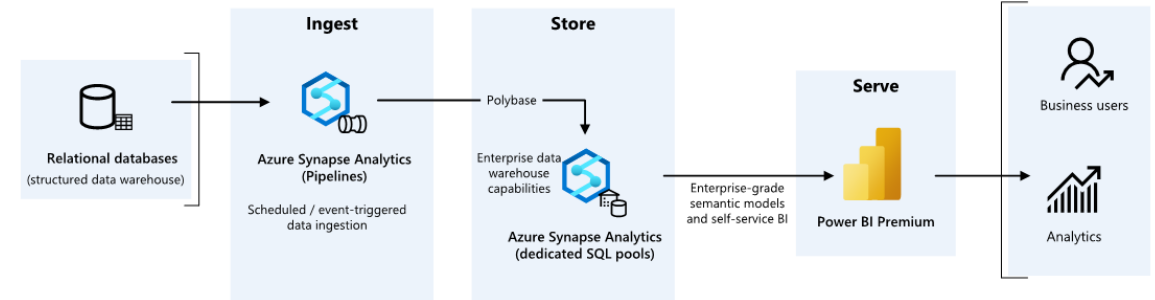 Relational databases
(structured data warehouse)
Ingest
Azure Synapse Analytics
(Pipelines)
Scheduled / event-triggered
data ingestion
Store
Polybase
Enterprise data
warehouse
capabilities
Azure Synapse Analytics
(dedicated SQL pools)
Enterprise-grade
semantic models
and self-service BI
Serve
Power BI Premium
Business users
Analytics